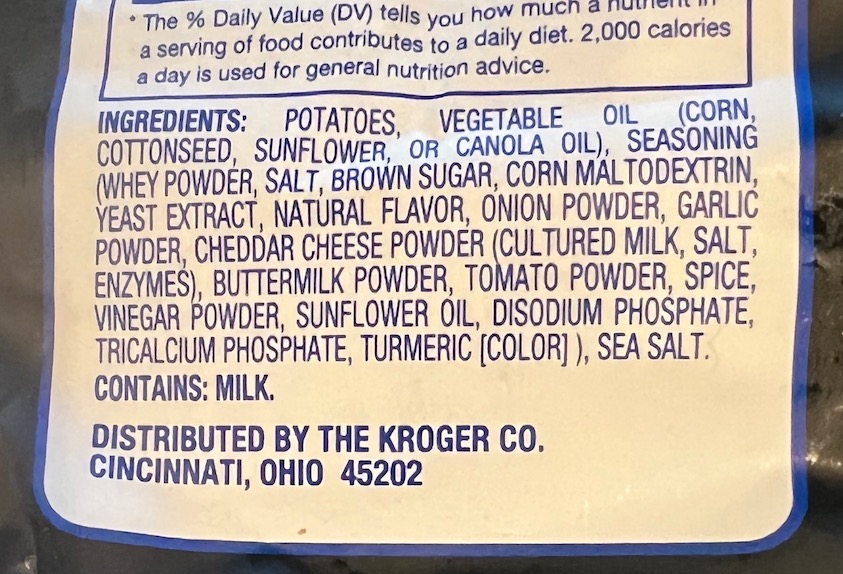 * The % Daily Value (DV) tells you how much a nutrient in
a serving of food contributes to a daily diet. 2,000 calories
a day is used for general nutrition advice.
INGREDIENTS: POTATOES, VEGETABLE OIL (CORN,
COTTONSEED, SUNFLOWER, OR CANOLA OIL), SEASONING
(WHEY POWDER, SALT, BROWN SUGAR, CORN MALTODEXTRIN,
YEAST EXTRACT, NATURAL FLAVOR, ONION POWDER, GARLIC
POWDER, CHEDDAR CHEESE POWDER (CULTURED MILK, SALT,
ENZYMES), BUTTERMILK POWDER, TOMATO POWDER, SPICE,
VINEGAR POWDER, SUNFLOWER OIL, DISODIUM PHOSPHATE,
TRICALCIUM PHOSPHATE, TURMERIC [COLOR] ), SEA SALT.
CONTAINS: MILK.
DISTRIBUTED BY THE KROGER CO.
CINCINNATI, OHIO 45202